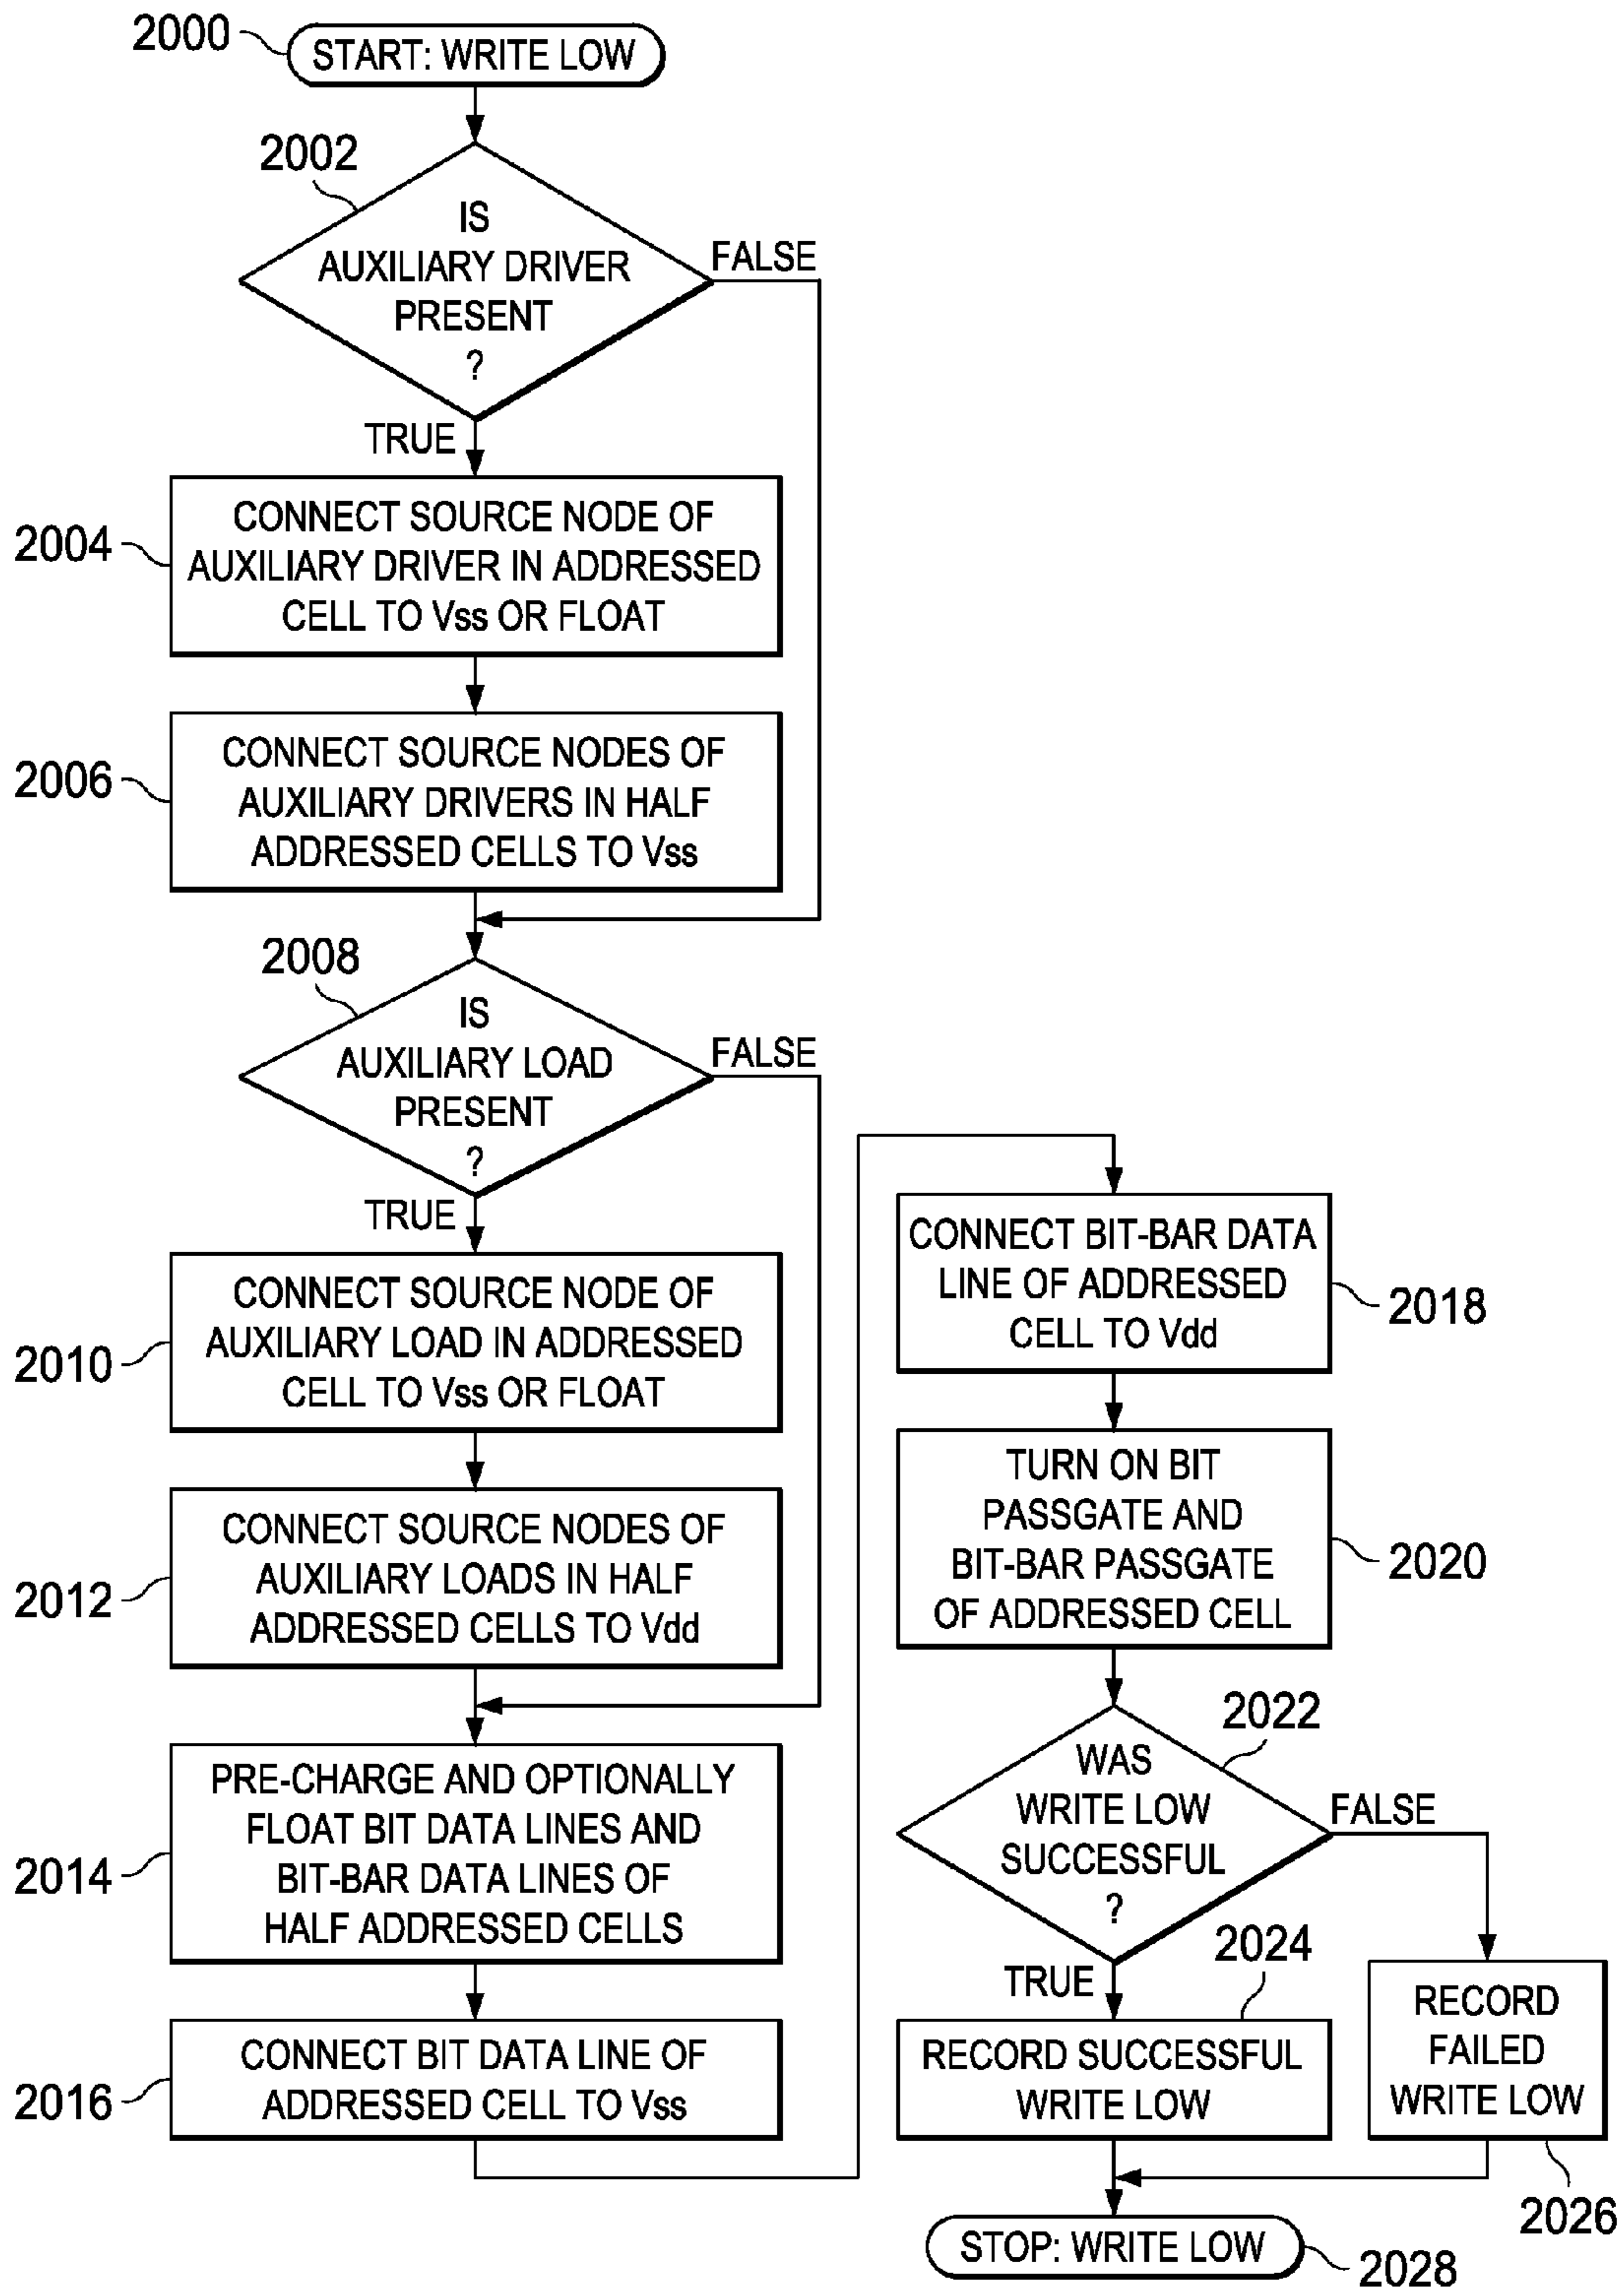 2000
START: WRITE LOW
2002
IS
AUXILIARY DRIVER
PRESENT
?
FALSE
TRUE
2004
CONNECT SOURCE NODE OF
AUXILIARY DRIVER IN ADDRESSED
CELL TO Vss OR FLOAT
2006
CONNECT SOURCE NODES OF
AUXILIARY DRIVERS IN HALF
ADDRESSED CELLS TO Vss
2008
IS
AUXILIARY LOAD
PRESENT
?
FALSE
TRUE
2010
CONNECT SOURCE NODE OF
AUXILIARY LOAD IN ADDRESSED
CELL TO Vss OR FLOAT
2012
CONNECT SOURCE NODES OF
AUXILIARY LOADS IN HALF
ADDRESSED CELLS TO Vdd
2014
PRE-CHARGE AND OPTIONALLY
FLOAT BIT DATA LINES AND
BIT-BAR DATA LINES OF
HALF ADDRESSED CELLS
2016
CONNECT BIT DATA LINE OF
ADDRESSED CELL TO Vss
CONNECT BIT-BAR DATA
LINE OF ADDRESSED
CELL TO Vdd
2018
TURN ON BIT
PASSGATE AND
BIT-BAR PASSGATE
OF ADDRESSED CELL
2020
2022
WAS
WRITE LOW
SUCCESSFUL
?
FALSE
TRUE
2024
RECORD SUCCESSFUL
WRITE LOW
RECORD
FAILED
WRITE LOW
2026
STOP: WRITE LOW
2028